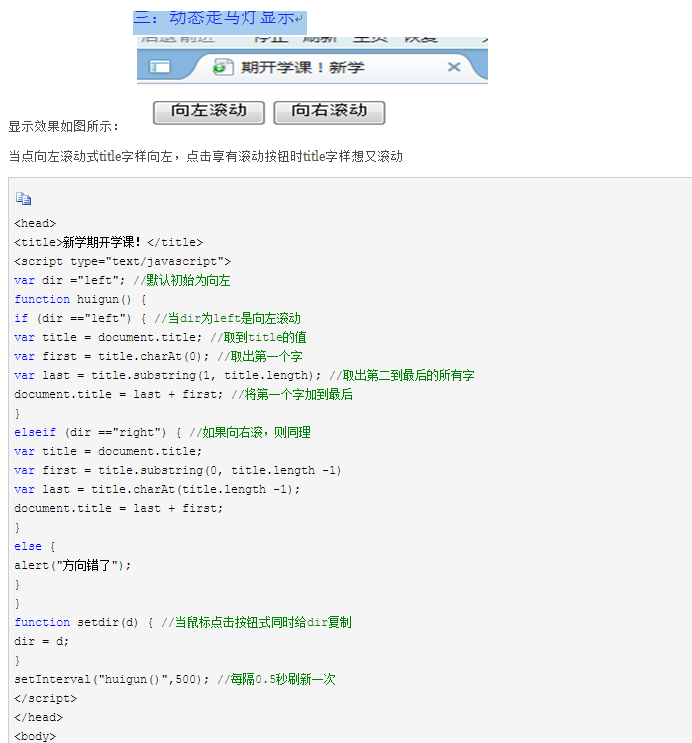 三：动态走马灯显示
后退前进 停止 刷新 主页 恢复
期开学课！新学
向左滚动 向右滚动
显示效果如图所示：
当点向左滚动式title字样向左，点击享有滚动按钮时title字样想又滚动
<head>
<title>新学期开学课！</title>
<script type="text/javascript">
var dir ="left"; //默认初始为向左
function huigun() {
if (dir =="left") { //当dir为left是向左滚动
var title = document.title; //取到title的值
var first = title.charAt(0); //取出第一个字
var last = title.substring(1, title.length); //取出第二到最后的所有字
document.title = last + first; //将第一个字加到最后
}
elseif (dir =="right") { //如果向右滚，则同理
var title = document.title;
var first = title.substring(0, title.length -1)
var last = title.charAt(title.length -1);
document.title = last + first;
}
else {
alert("方向错了");
}
}
function setdir(d) { //当鼠标点击按钮式同时给dir复制
dir = d;
}
setInterval("huigun()",500); //每隔0.5秒刷新一次
</script>
</head>
<body>